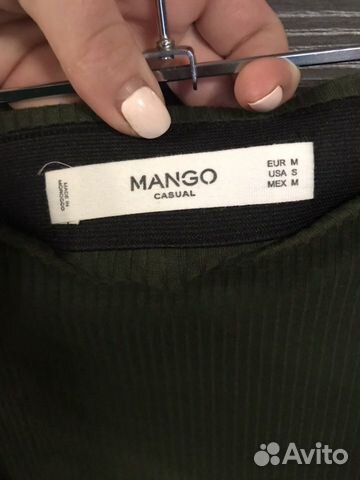 MANGO
CASUAL
EUR M
USA S
MEX M
MADE IN
MOROCCO
Avito